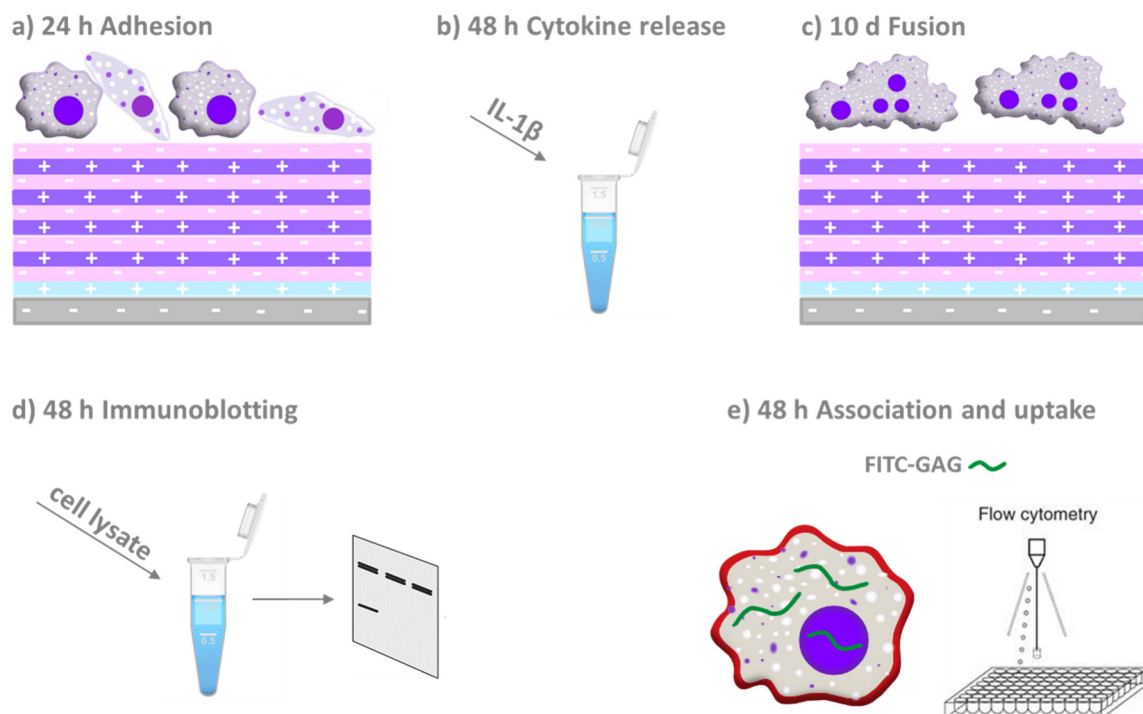 a) 24 h Adhesion
b) 48 h Cytokine release
c) 10 d Fusion
IL-1β
1.5
0.5
d) 48 h Immunoblotting
e) 48 h Association and uptake
FITC-GAG
cell lysate
Flow cytometry
1.5
0.5